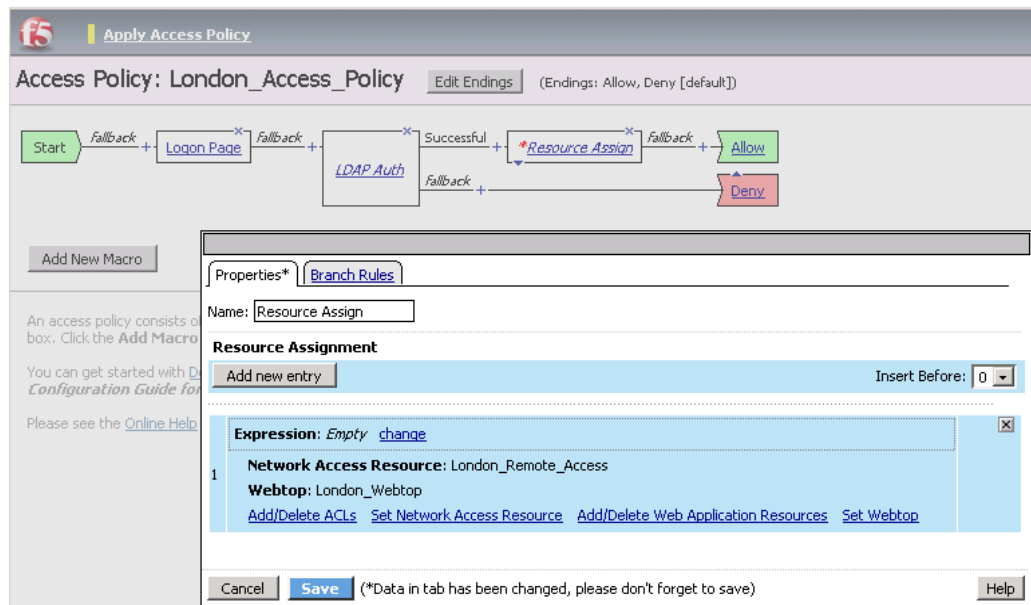 f5
Apply Access Policy
Access Policy: London_Access_Policy Edit Endings (Endings: Allow, Deny [default])
Start Fallback + Logon Page Fallback + LDAP Auth Successful + *Resource Assign Fallback + Allow
Fallback + Deny
Add New Macro
An access policy consists o
box. Click the Add Macro
You can get started with D
Configuration Guide for
Please see the Online Help
Properties* Branch Rules
Name: Resource Assign
Resource Assignment
Add new entry Insert Before: 0
Expression: Empty change
1
Network Access Resource: London_Remote_Access
Webtop: London_Webtop
Add/Delete ACLs Set Network Access Resource Add/Delete Web Application Resources Set Webtop
Cancel Save (*Data in tab has been changed, please don't forget to save) Help